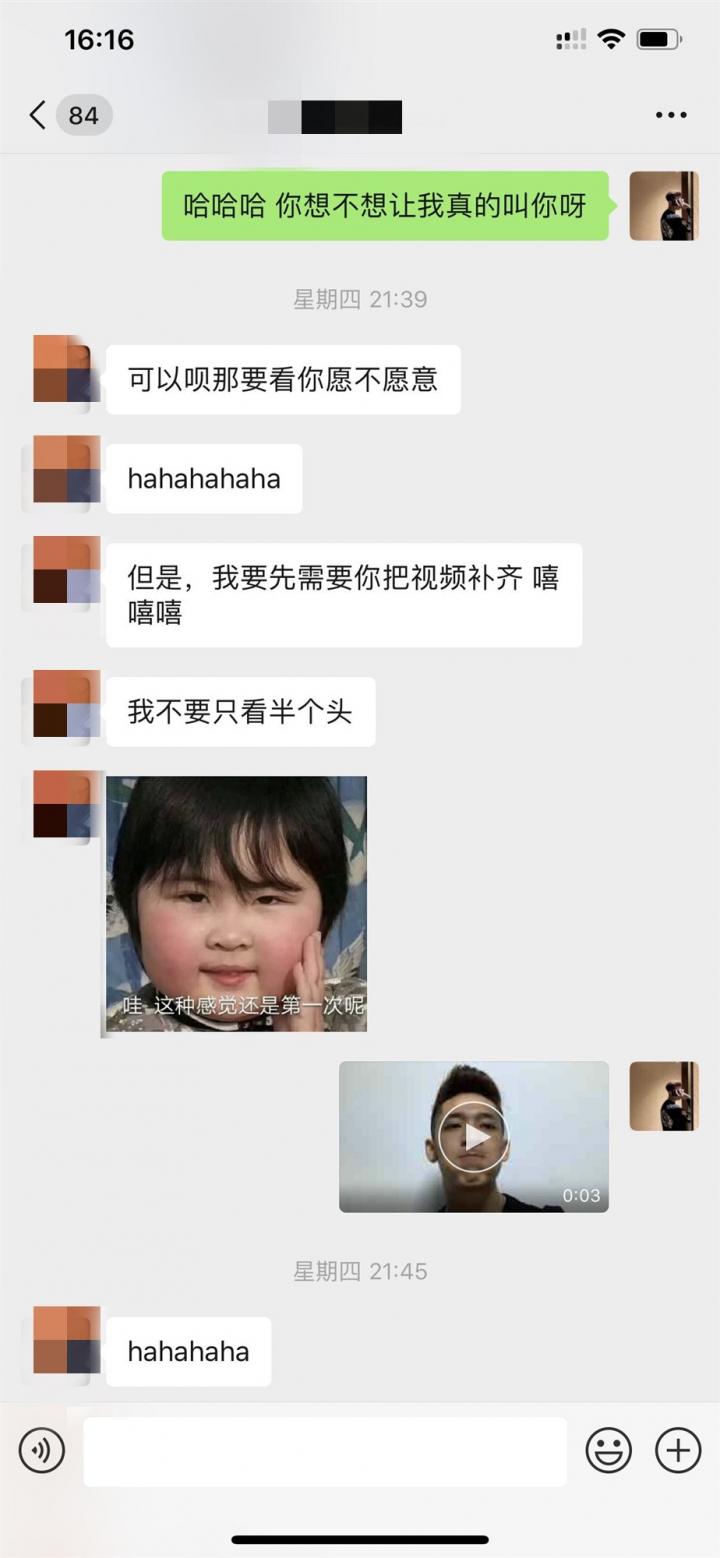 16:16
84
哈哈哈 你想不想让我真的叫你呀
星期四 21:39
可以呗那要看你愿不愿意
hahahahaha
但是，我要先需要你把视频补齐 嘻
嘻嘻嘻
我不要只看半个头
哇 这种感觉还是第一次呢
0:03
星期四 21:45
hahahaha